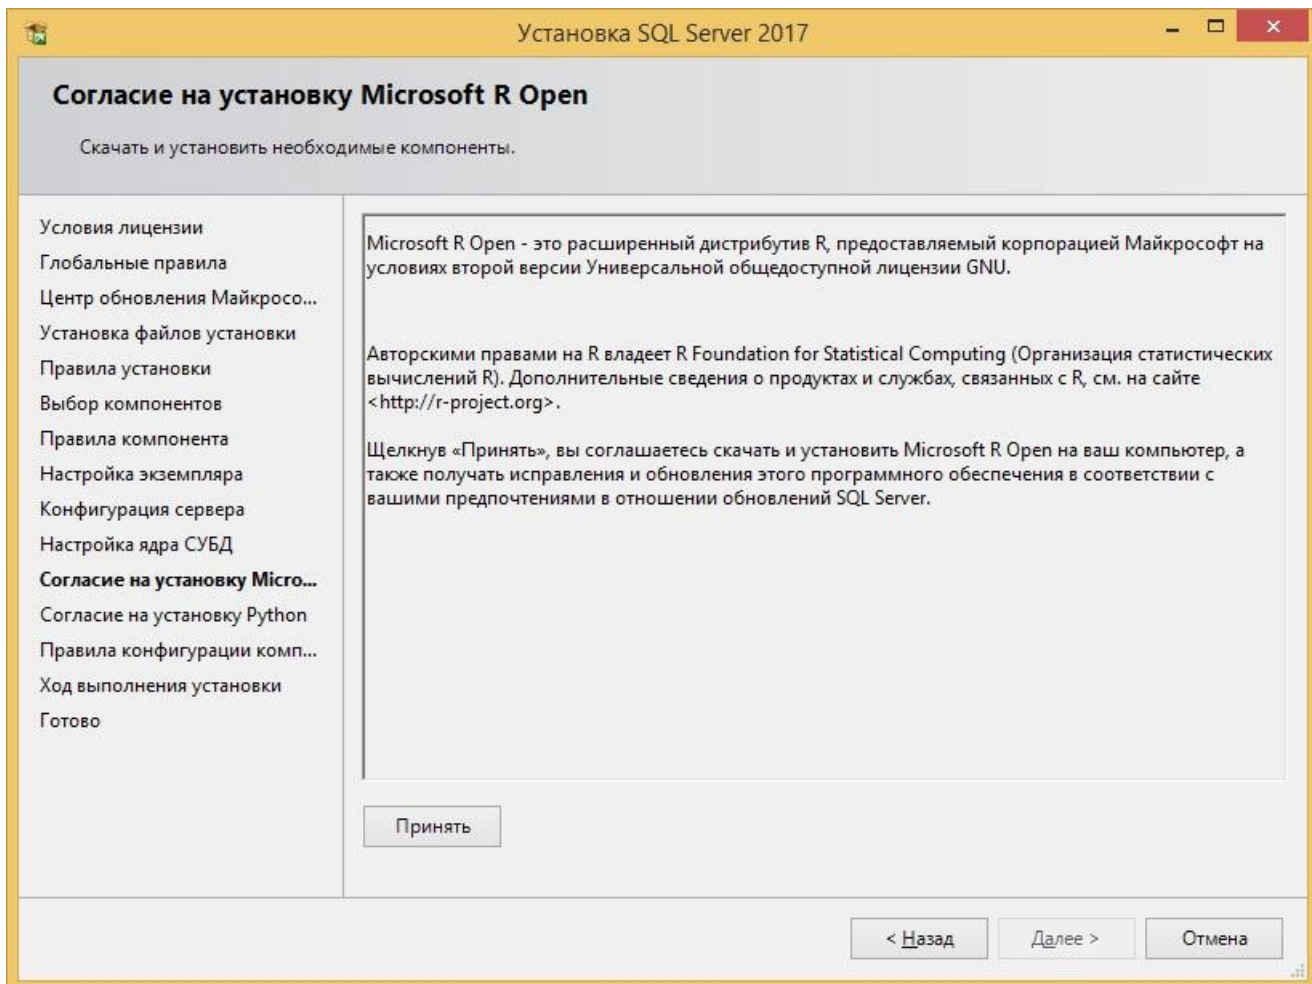 Установка SQL Server 2017
Согласие на установку Microsoft R Open
Скачать и установить необходимые компоненты.
Условия лицензии
Глобальные правила
Центр обновления Майкросо...
Установка файлов установки
Правила установки
Выбор компонентов
Правила компонента
Настройка экземпляра
Конфигурация сервера
Настройка ядра СУБД
Согласие на установку Micro...
Согласие на установку Python
Правила конфигурации комп...
Ход выполнения установки
Готово
Microsoft R Open - это расширенный дистрибутив R, предоставляемый корпорацией Майкрософт на
условиях второй версии Универсальной общедоступной лицензии GNU.
Авторскими правами на R владеет R Foundation for Statistical Computing (Организация статистических
вычислений R). Дополнительные сведения о продуктах и службах, связанных с R, см. на сайте
<http://r-project.org>.
Щелкнув «Принять», вы соглашаетесь скачать и установить Microsoft R Open на ваш компьютер, а
также получать исправления и обновления этого программного обеспечения в соответствии с
вашими предпочтениями в отношении обновлений SQL Server.
Принять
< Назад
Далее >
Отмена